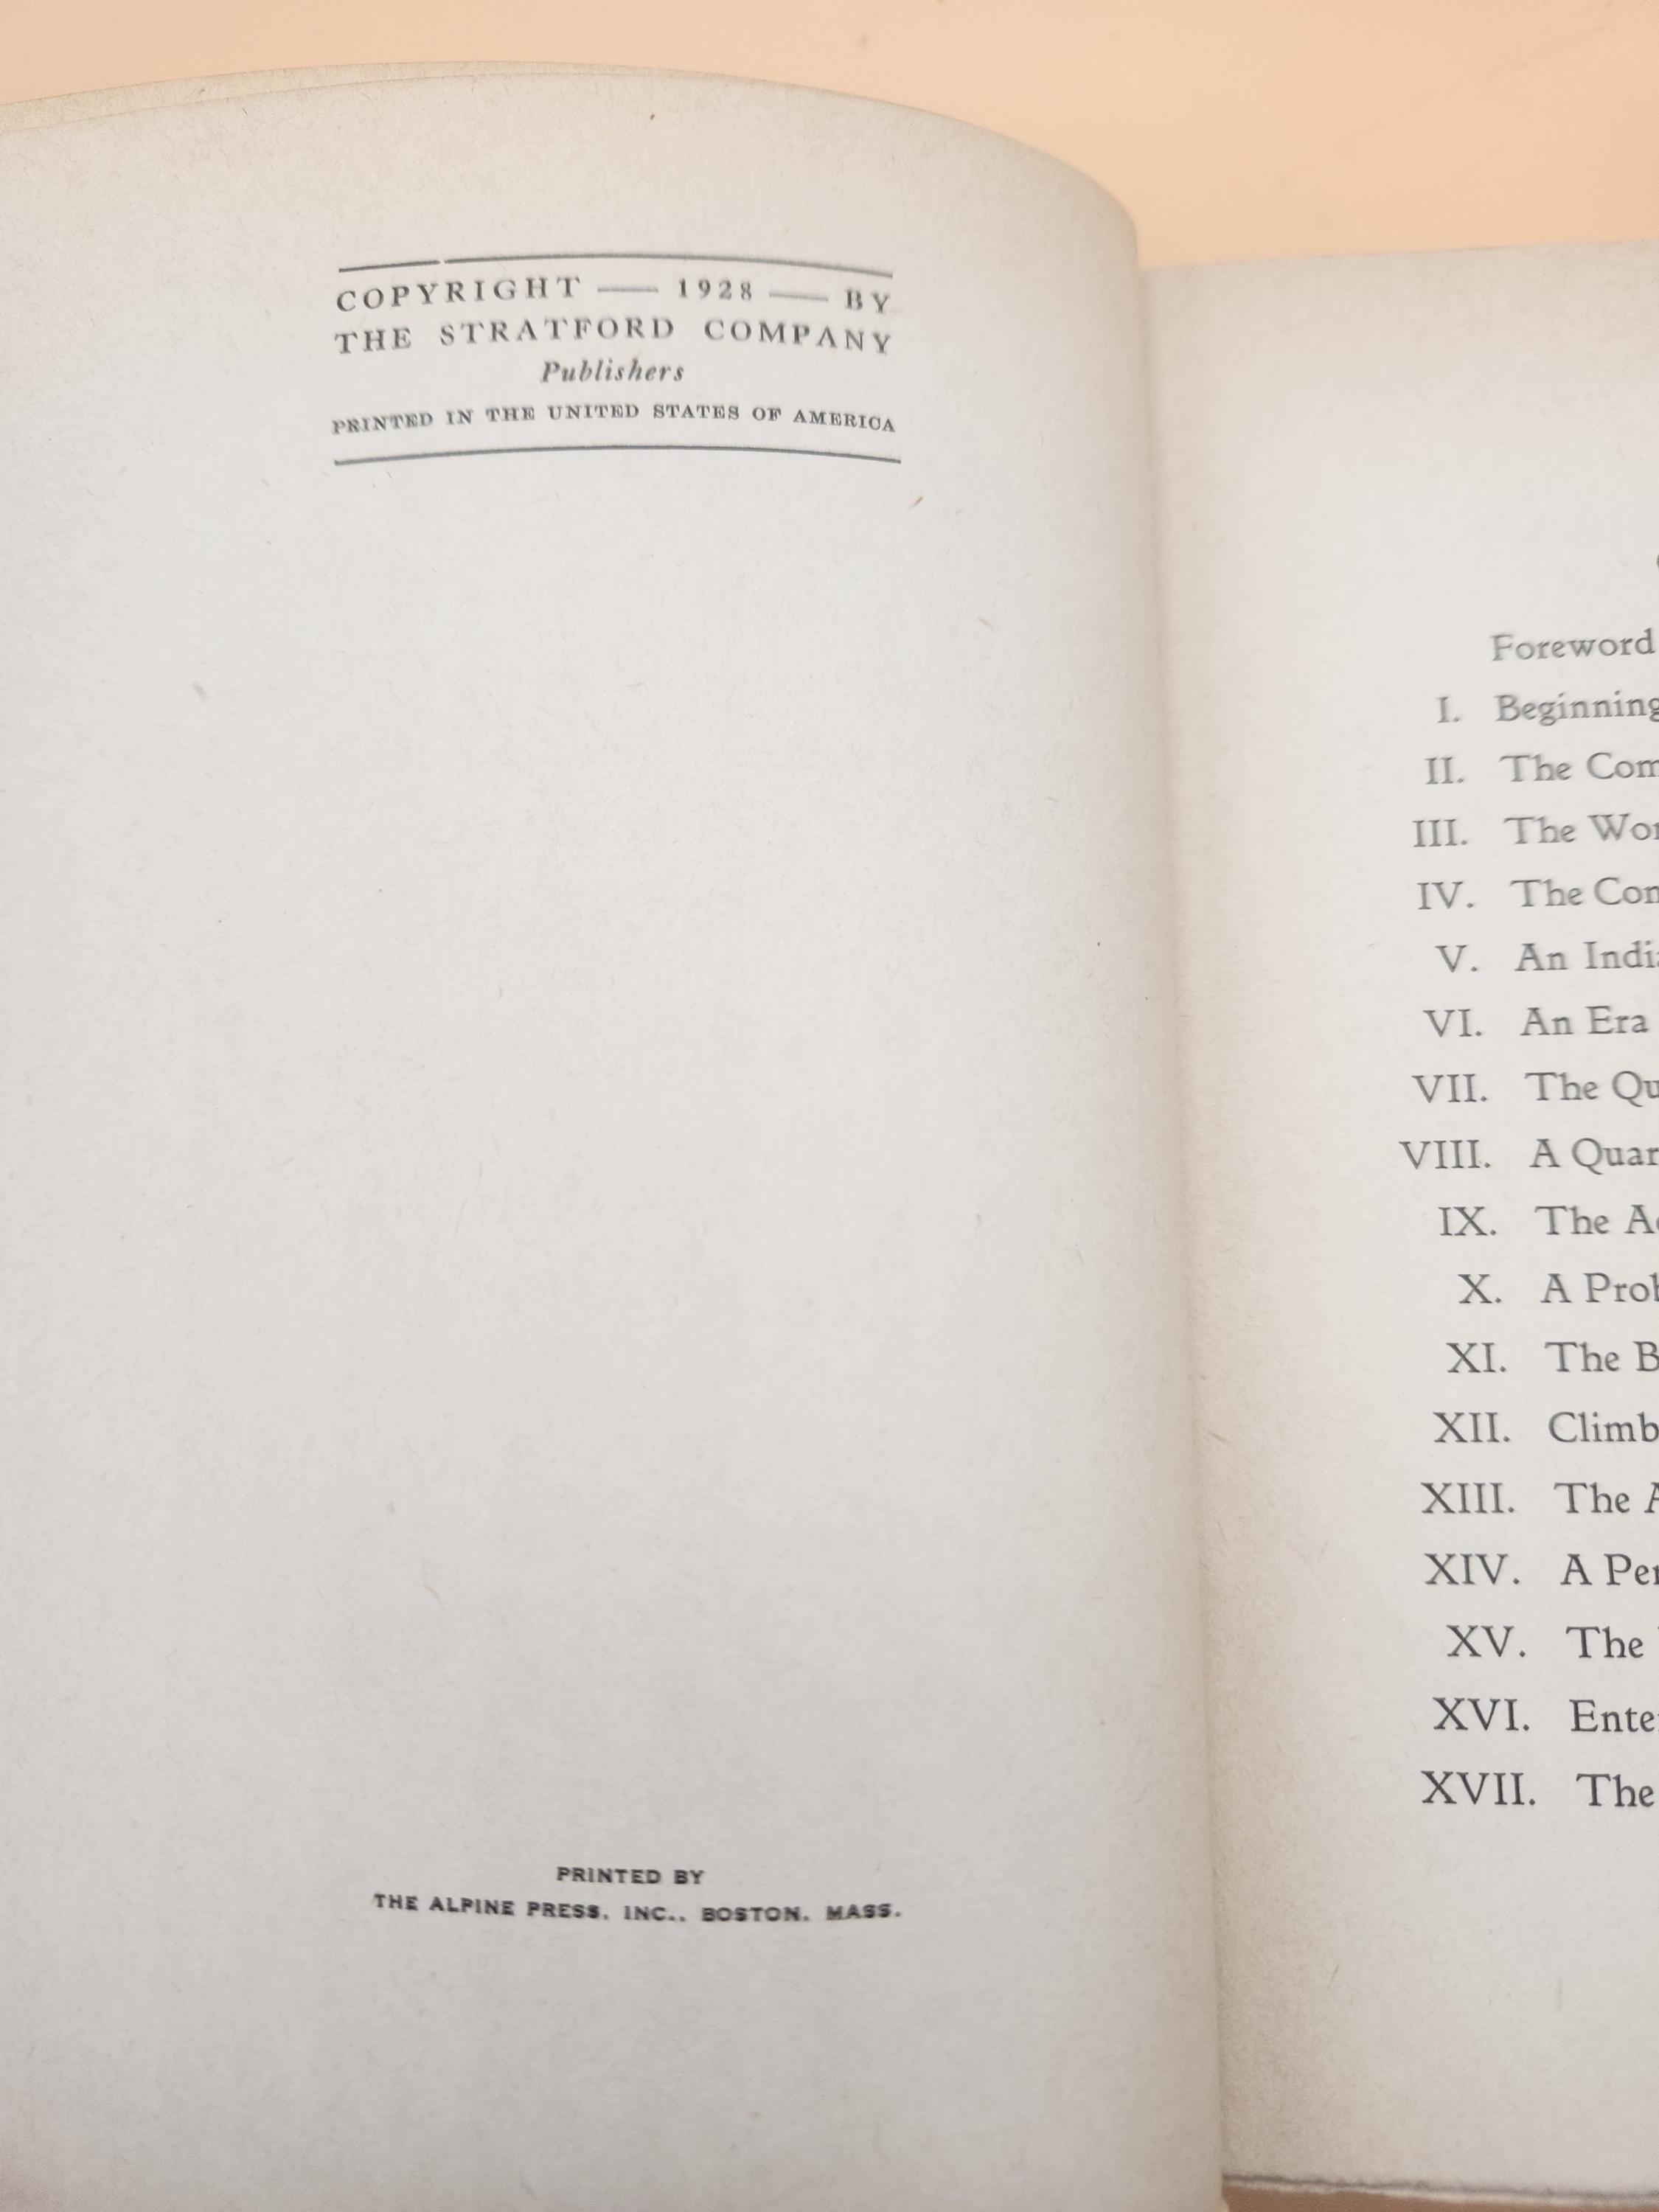 COPYRIGHT — 1928 — BY
THE STRATFORD COMPANY
Publishers
PRINTED IN THE UNITED STATES OF AMERICA
PRINTED BY
THE ALPINE PRESS, INC., BOSTON, MASS.
Foreword
I. Beginning
II. The Com
III. The Wor
IV. The Con
V. An Indi
VI. An Era
VII. The Qu
VIII. A Quar
IX. The A
X. A Pro
XI. The B
XII. Climb
XIII. The A
XIV. A Per
XV. The
XVI. Ente
XVII. The